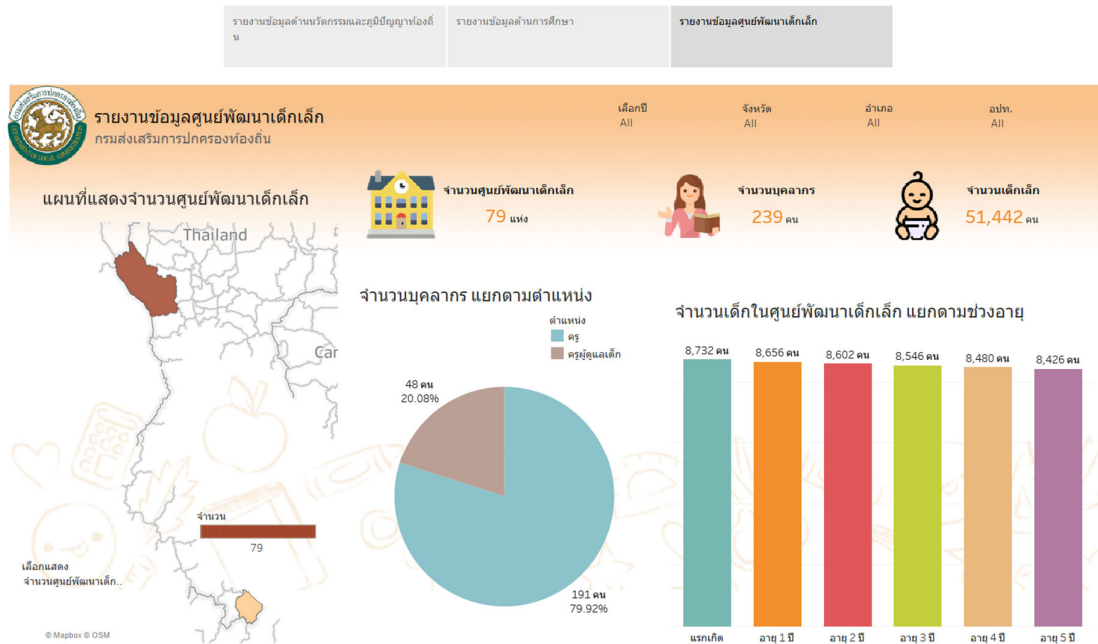 รายงานข้อมูลด้านนวัตกรรมและภูมิปัญญาท้องถิ่
น
รายงานข้อมูลด้านการศึกษา
รายงานข้อมูลศูนย์พัฒนาเด็กเล็ก
รายงานข้อมูลศูนย์พัฒนาเด็กเล็ก
กรมส่งเสริมการปกครองท้องถิ่น
เลือกปี
All
จังหวัด
All
อำเภอ
All
อปท.
All
แผนที่แสดงจำนวนศูนย์พัฒนาเด็กเล็ก
จำนวนศูนย์พัฒนาเด็กเล็ก
79 แห่ง
จำนวนบุคลากร
239 คน
จำนวนเด็กเล็ก
51,442 คน
Thailand
Car
จำนวน
79
เลือกแสดง
จำนวนศูนย์พัฒนาเด็ก..
© Mapbox © OSM
จำนวนบุคลากร แยกตามตำแหน่ง
ตำแหน่ง
ครู
ครูผู้ดูแลเด็ก
48 คน
20.08%
191 คน
79.92%
จำนวนเด็กในศูนย์พัฒนาเด็กเล็ก แยกตามช่วงอายุ
8,732 คน
8,656 คน
8,602 คน
8,546 คน
8,480 คน
8,426 คน
แรกเกิด
อายุ 1 ปี
อายุ 2 ปี
อายุ 3 ปี
อายุ 4 ปี
อายุ 5 ปี